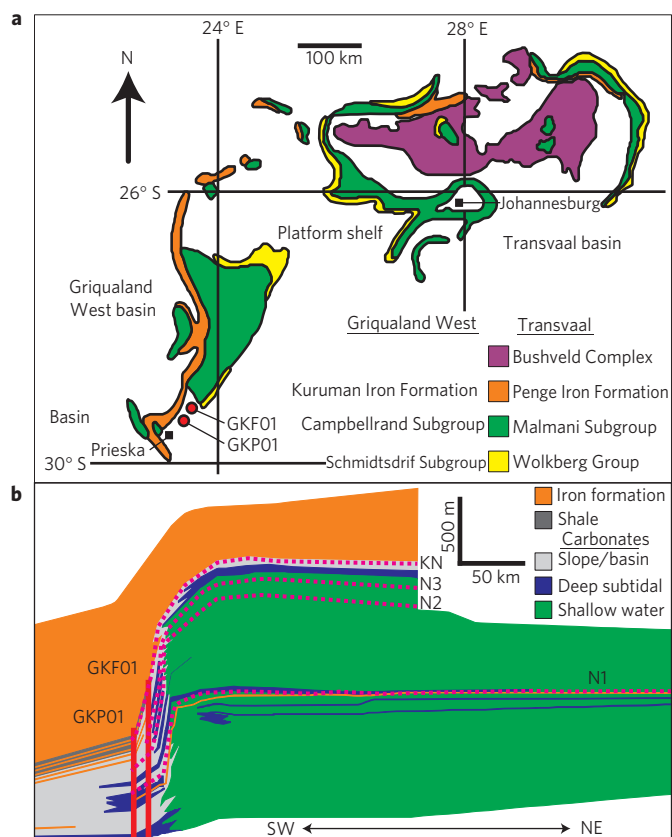 a
24° E
28° E
100 km
N
26° S
Johannesburg
Platform shelf
Transvaal basin
Griqualand
West basin
Griqualand West
Transvaal
Bushveld Complex
Kuruman Iron Formation
Penge Iron Formation
Basin
GKF01
Campbellrand Subgroup
Malmani Subgroup
GKP01
Prieska
30° S
Schmidtsdrif Subgroup
Wolkberg Group
b
500 m
50 km
Iron formation
Shale
Carbonates
Slope/basin
Deep subtidal
Shallow water
KN
N3
N2
GKF01
N1
GKP01
SW
NE